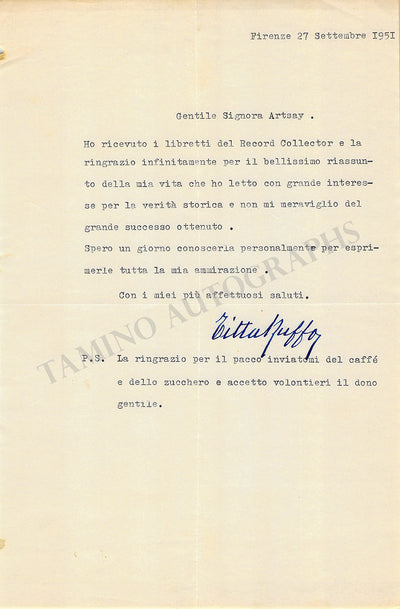 Firenze 27 Settembre I95I
Gentile Signora Artsay .
Ho ricevuto i libretti del Record Collector e la
ringrazio infinitamente per il bellissimo riassun-
to della mia vita che ho letto con grande interes-
se per la verità storica e non mi meraviglio del
grande successo ottenuto .
Spero un giorno conoscerla personalmente per espri-
merle tutta la mia ammirazione .
Con i miei più affettuosi saluti.
Titta Ruffo
P.S. La ringrazio per il pacco inviatomi del caffé
e dello zucchero e accetto volontieri il dono
gentile.
TAMINO AUTOGRAPHS